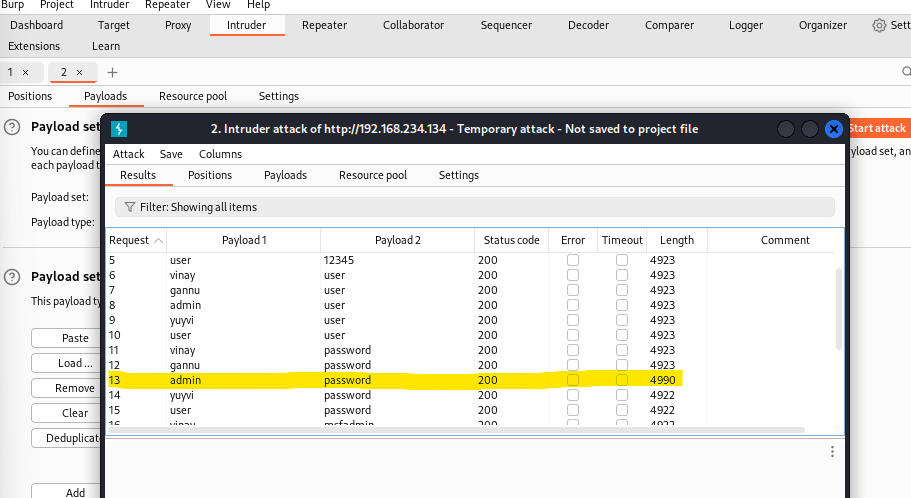 Burp Project Intruder Repeater View Help
Dashboard Target Proxy Intruder Repeater Collaborator Sequencer Decoder Comparer Logger Organizer Sett
Extensions Learn
1 × 2 × +
Positions Payloads Resource pool Settings
? Payload set
You can define
each payload t
Start attack
yload set, an
Payload set:
Payload type:
? Payload set
This payload ty
Paste
Load ...
Remove
Clear
Deduplicate
Add
2. Intruder attack of http://192.168.234.134 - Temporary attack - Not saved to project file
Attack Save Columns
Results Positions Payloads Resource pool Settings
Filter: Showing all items
Request Payload 1 Payload 2 Status code Error Timeout Length Comment
5 user 12345 200 4923
6 vinay user 200 4923
7 gannu user 200 4923
8 admin user 200 4923
9 yuyvi user 200 4923
10 user user 200 4923
11 vinay password 200 4923
12 gannu password 200 4923
13 admin password 200 4990
14 yuyvi password 200 4922
15 user password 200 4922
16 vinay msfadmin 200 4922